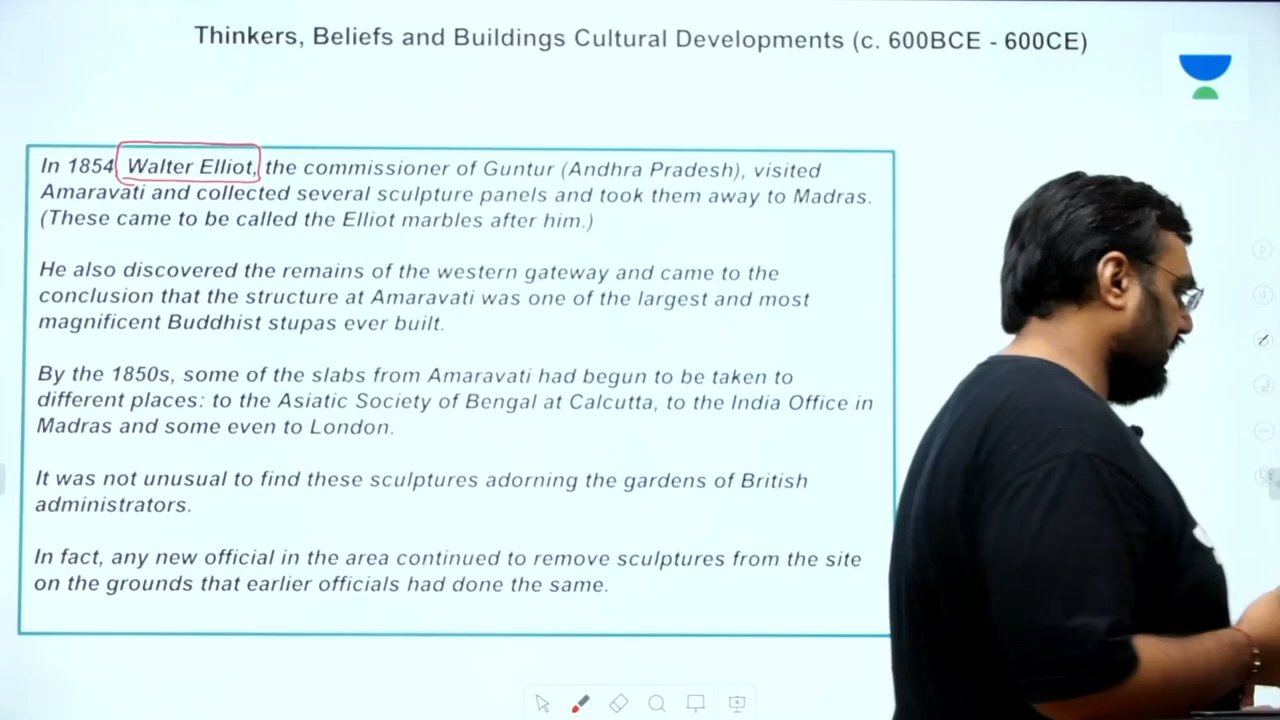 Thinkers, Beliefs and Buildings Cultural Developments (c. 600BCE - 600CE)
In 1854 Walter Elliot, the commissioner of Guntur (Andhra Pradesh), visited
Amaravati and collected several sculpture panels and took them away to Madras.
(These came to be called the Elliot marbles after him.)
He also discovered the remains of the western gateway and came to the
conclusion that the structure at Amaravati was one of the largest and most
magnificent Buddhist stupas ever built.
By the 1850s, some of the slabs from Amaravati had begun to be taken to
different places: to the Asiatic Society of Bengal at Calcutta, to the India Office in
Madras and some even to London.
It was not unusual to find these sculptures adorning the gardens of British
administrators.
In fact, any new official in the area continued to remove sculptures from the site
on the grounds that earlier officials had done the same.